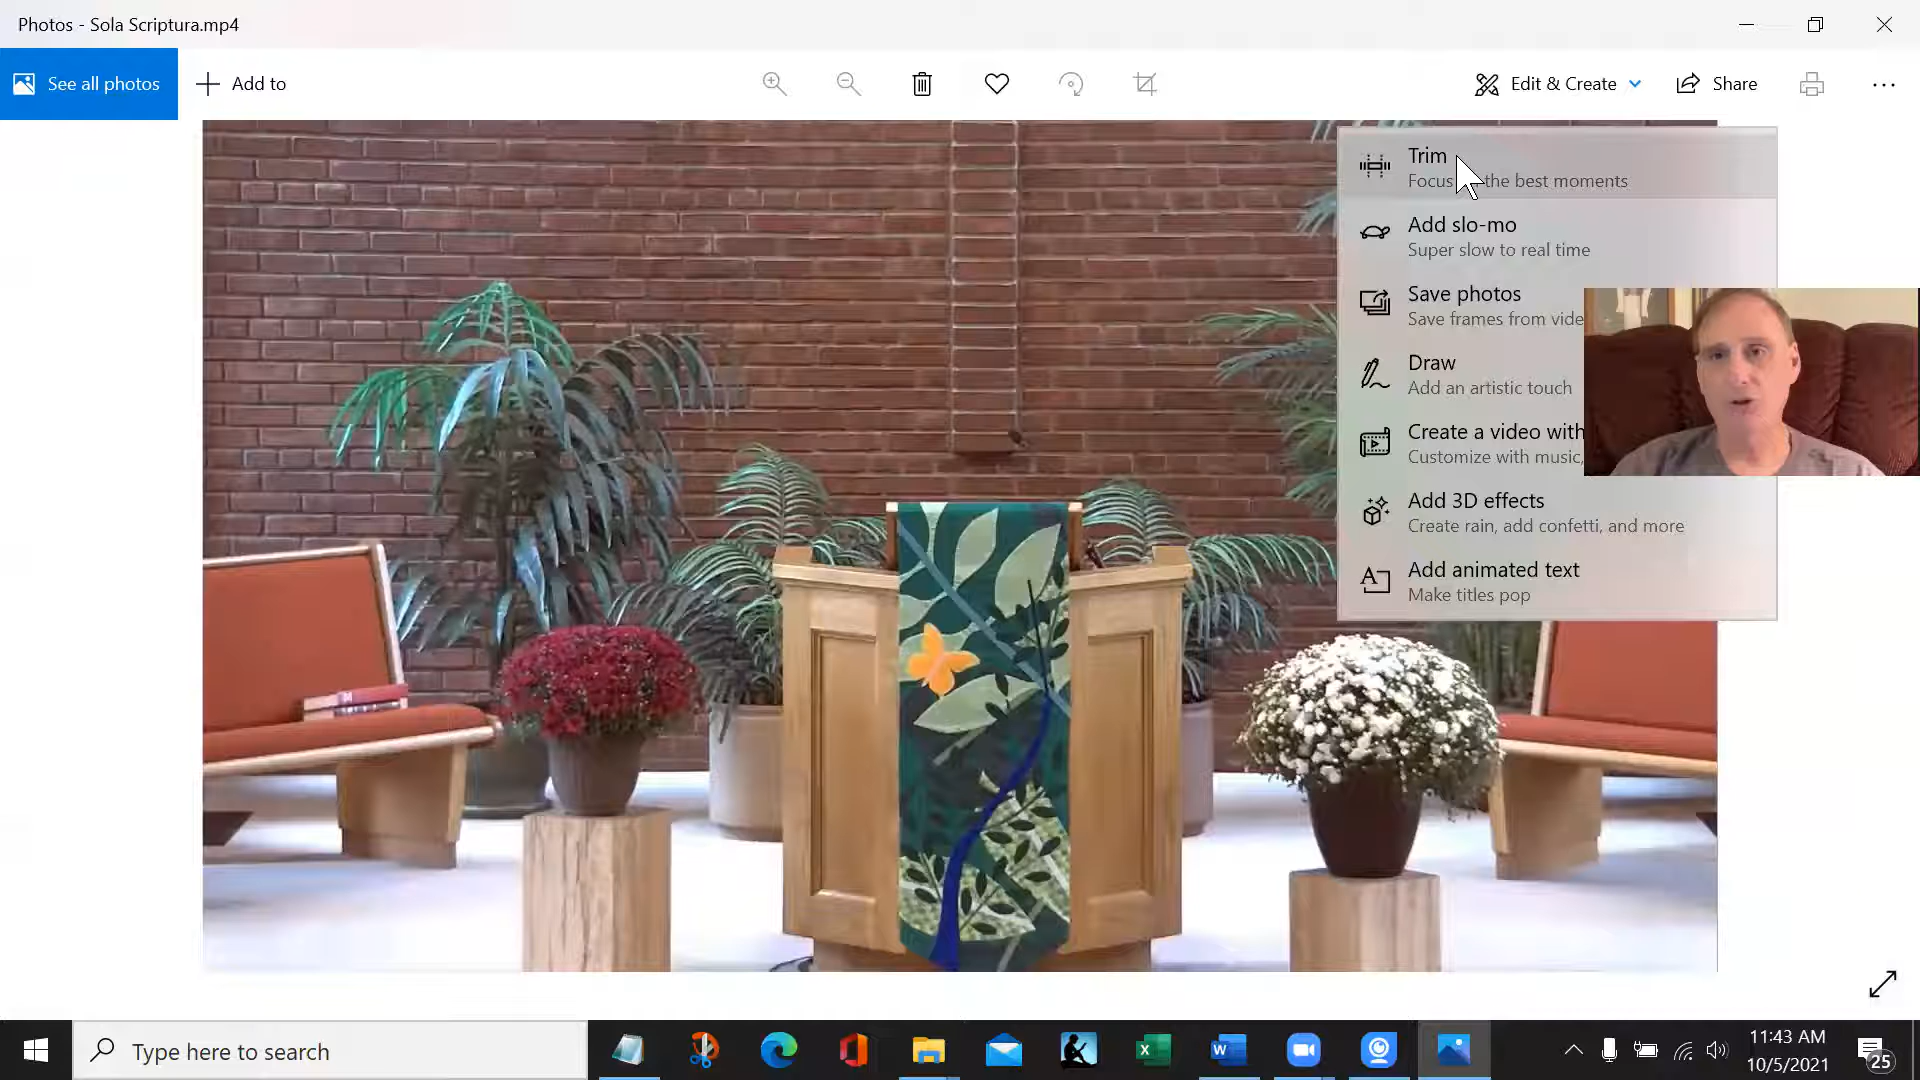 Photos - Sola Scriptura.mp4
See all photos
Add to
Edit & Create
Share
Trim
Focus the best moments
Add slo-mo
Super slow to real time
Save photos
Save frames from vide
Draw
Add an artistic touch
Create a video with
Customize with music,
Add 3D effects
Create rain, add confetti, and more
Add animated text
Make titles pop
Type here to search
11:43 AM
10/5/2021
25